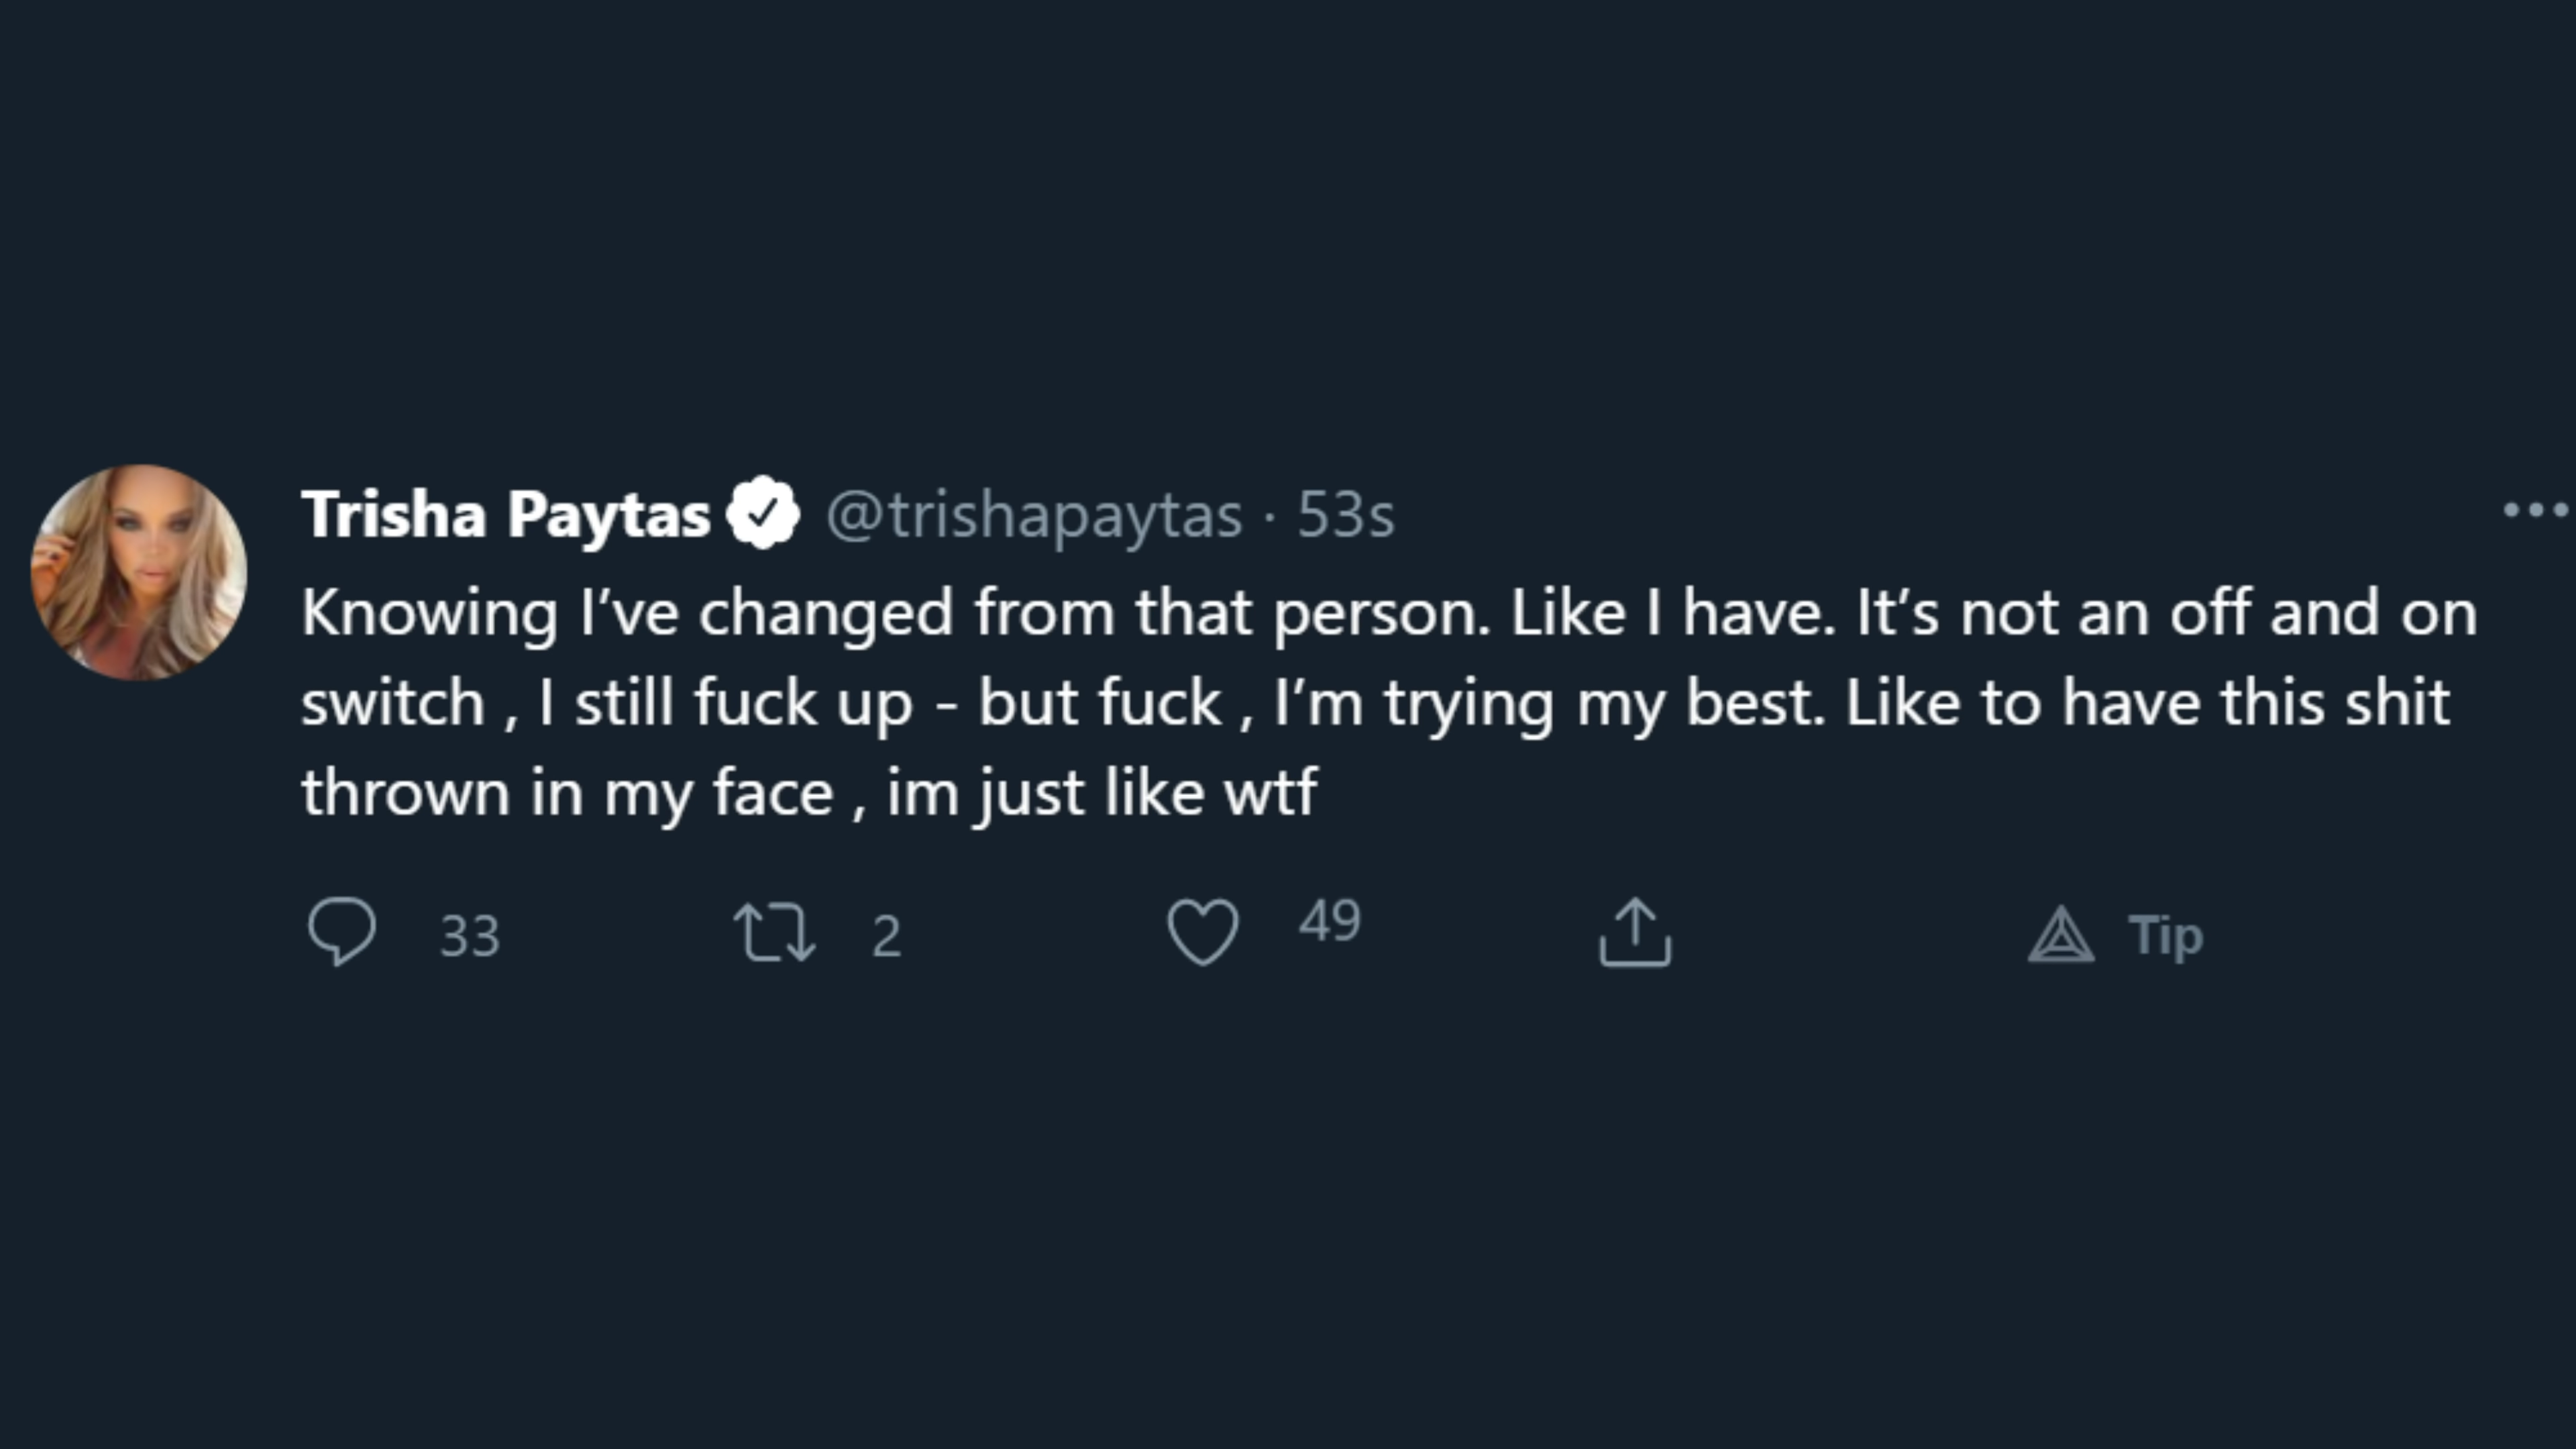 Trisha Paytas @trishapaytas · 53s
Knowing I’ve changed from that person. Like I have. It’s not an off and on
switch , I still fuck up - but fuck , I’m trying my best. Like to have this shit
thrown in my face , im just like wtf
33 2 49 Tip